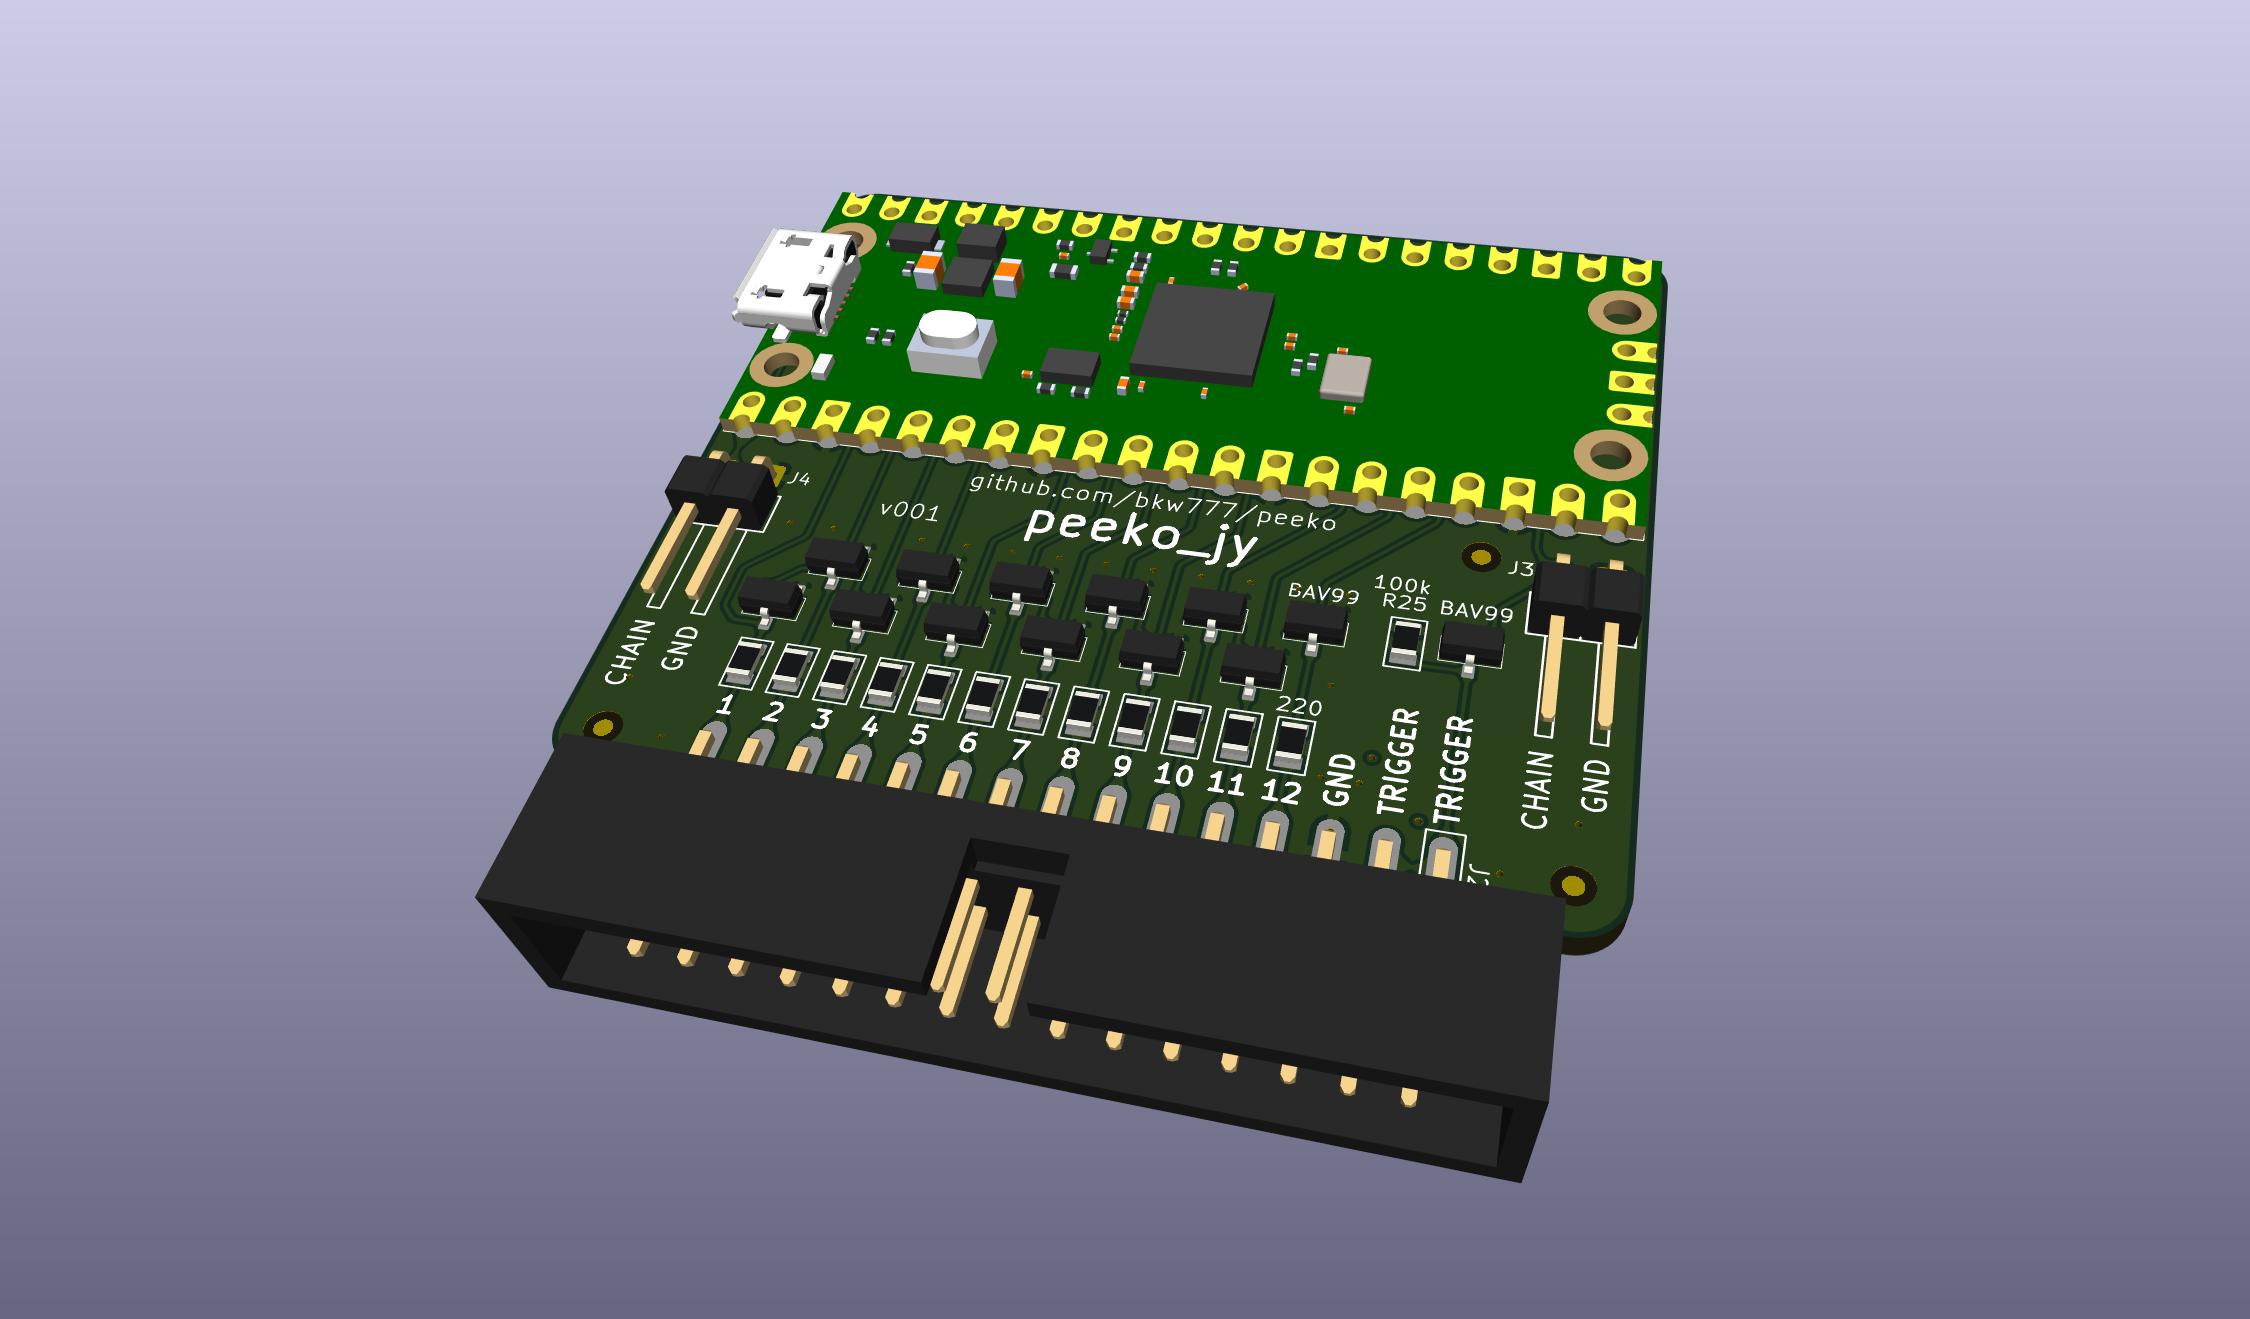 J4
github.com/bkw777/peeko
v001
peeko_jy
J3
100k
R25
BAV99
BAV99
CHAIN
GND
220
1 2 3 4 5 6 7 8 9 10 11 12
GND
TRIGGER
TRIGGER
CHAIN
GND